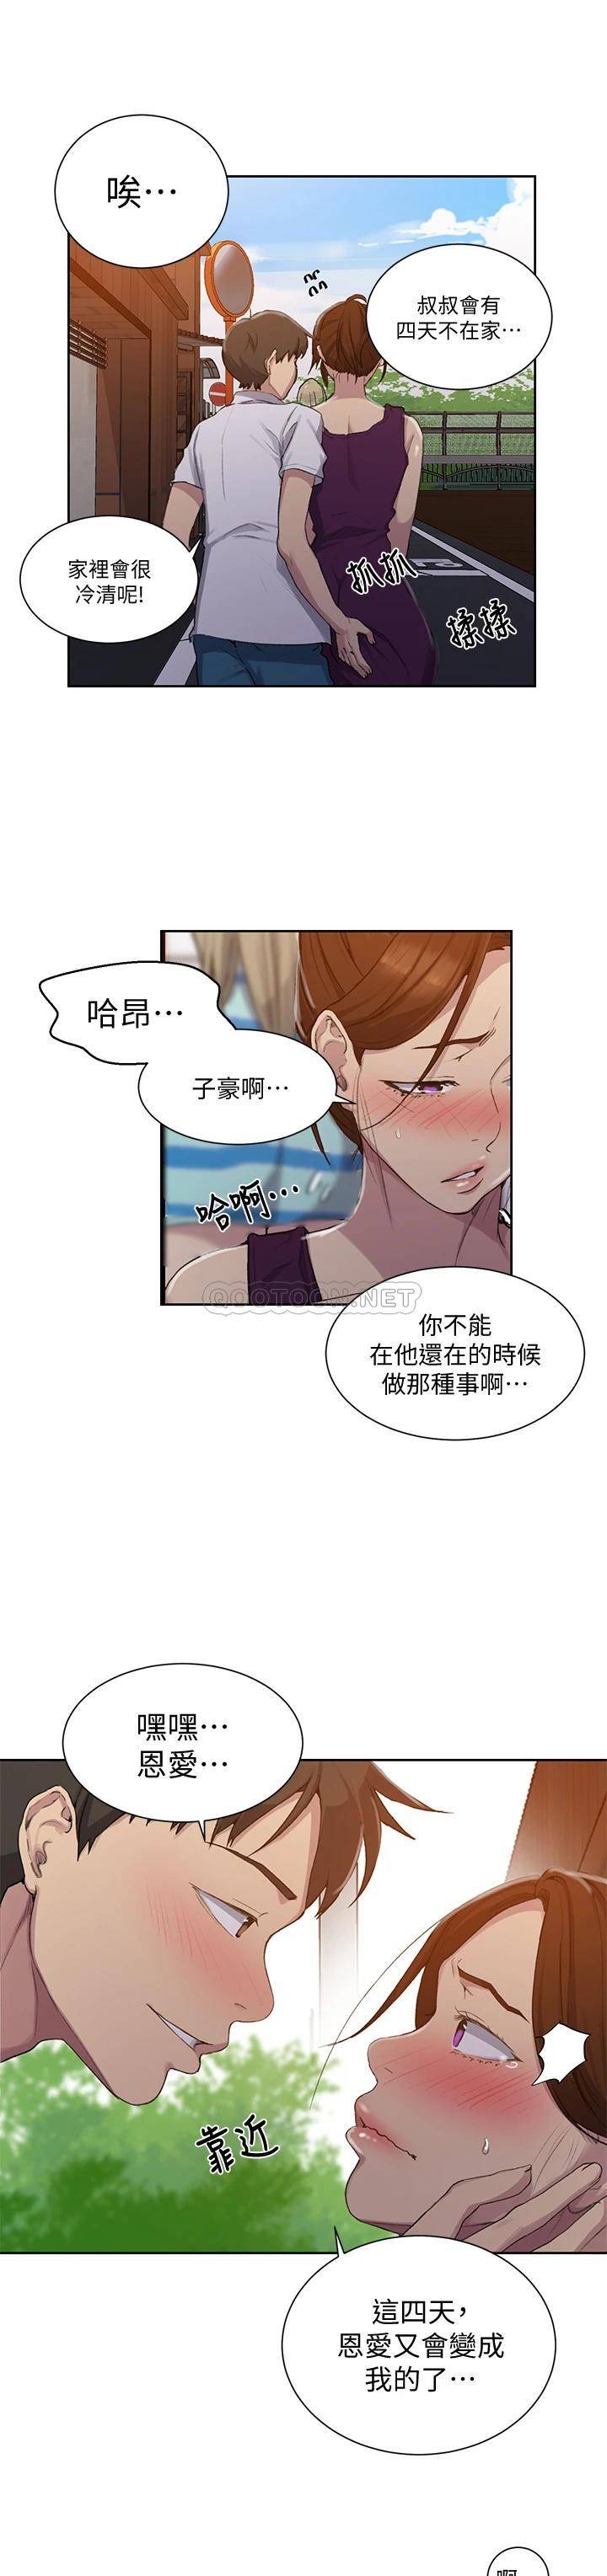 唉⋯
叔叔會有
四天不在家⋯
家裡會很
冷清呢!
抓抓
揉揉
哈昂⋯
子豪啊⋯
哈啊⋯
QOOTOON.NET
你不能
在他還在的時候
做那種事啊⋯
嘿嘿⋯
恩愛⋯
靠近
這四天，
恩愛又會變成
我的了⋯